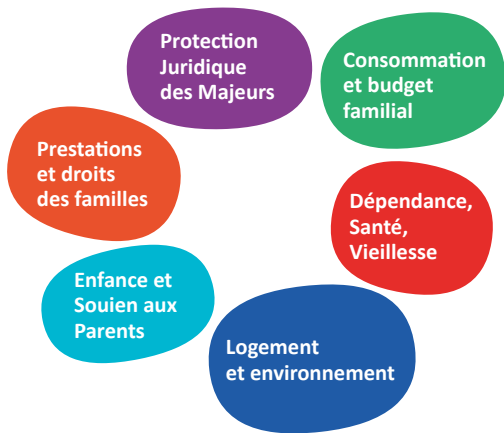 Protection
Juridique
des Majeurs
Consommation
et budget
familial
Prestations
et droits
des familles
Dépendance,
Santé,
Vieillesse
Enfance et
Souien aux
Parents
Logement
et environnement